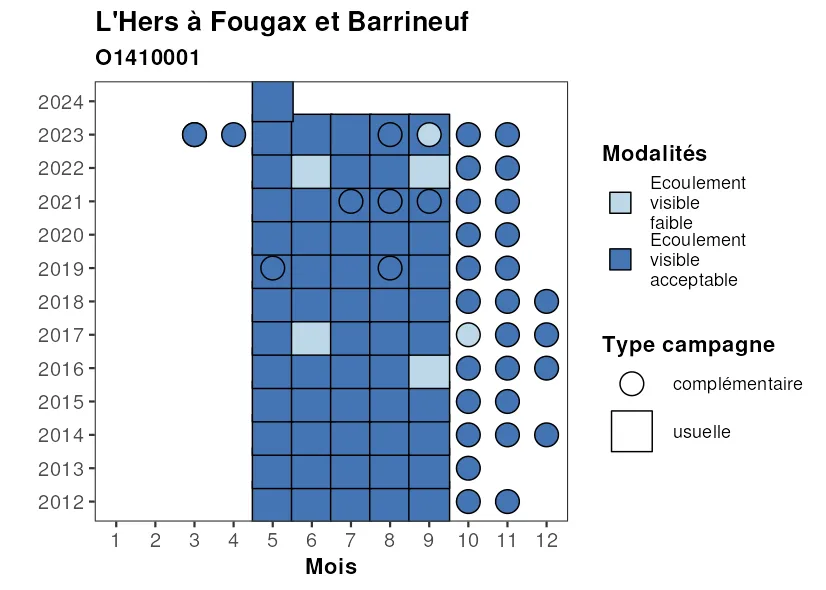 L'Hers à Fougax et Barrineuf
O1410001
2024
2023
2022
2021
2020
2019
2018
2017
2016
2015
2014
2013
2012
1 2 3 4 5 6 7 8 9 10 11 12
Mois
Modalités
Ecoulement
visible
faible
Ecoulement
visible
acceptable
Type campagne
complémentaire
usuelle